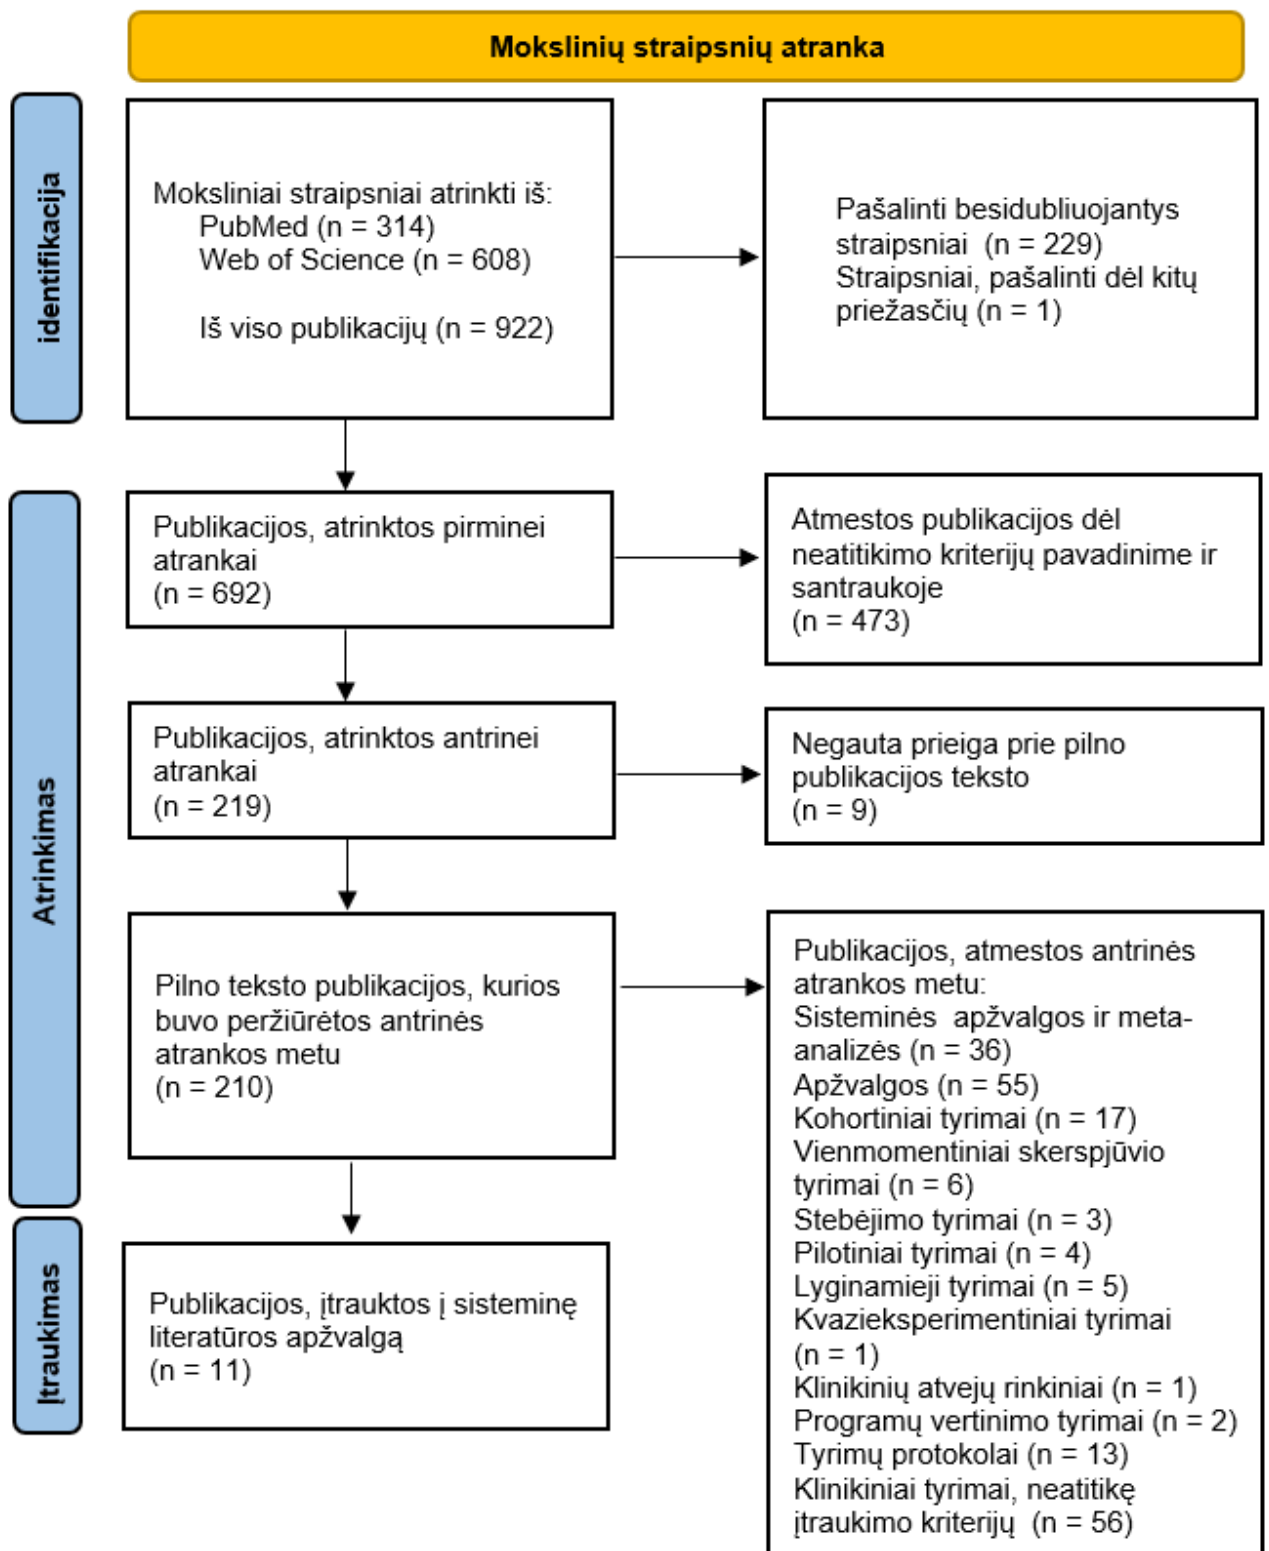 Mokslinių straipsnių atranka
identifikacija
Moksliniai straipsniai atrinkti iš:
PubMed (n = 314)
Web of Science (n = 608)
Iš viso publikacijų (n = 922)
Pašalinti besidubliuojantys
straipsniai (n = 229)
Straipsniai, pašalinti dėl kitų
priežasčių (n = 1)
Atrinkimas
Publikacijos, atrinktos pirminei
atrankai
(n = 692)
Atmestos publikacijos dėl
neatitikimo kriterijų pavadinime ir
santraukoje
(n = 473)
Publikacijos, atrinktos antrinei
atrankai
(n = 219)
Negauta prieiga prie pilno
publikacijos teksto
(n = 9)
Pilno teksto publikacijos, kurios
buvo peržiūrėtos antrinės
atrankos metu
(n = 210)
Publikacijos, atmestos antrinės
atrankos metu:
Sisteminės apžvalgos ir meta-
analizės (n = 36)
Apžvalgos (n = 55)
Kohortiniai tyrimai (n = 17)
Vienmomentiniai skerspjūvio
tyrimai (n = 6)
Stebėjimo tyrimai (n = 3)
Pilotiniai tyrimai (n = 4)
Lyginamieji tyrimai (n = 5)
Kvazieksperimentiniai tyrimai
(n = 1)
Klinikinių atvejų rinkiniai (n = 1)
Programų vertinimo tyrimai (n = 2)
Tyrimų protokolai (n = 13)
Klinikiniai tyrimai, neatitikę
įtraukimo kriterijų (n = 56)
Įtraukimas
Publikacijos, įtrauktos į sisteminę
literatūros apžvalgą
(n = 11)